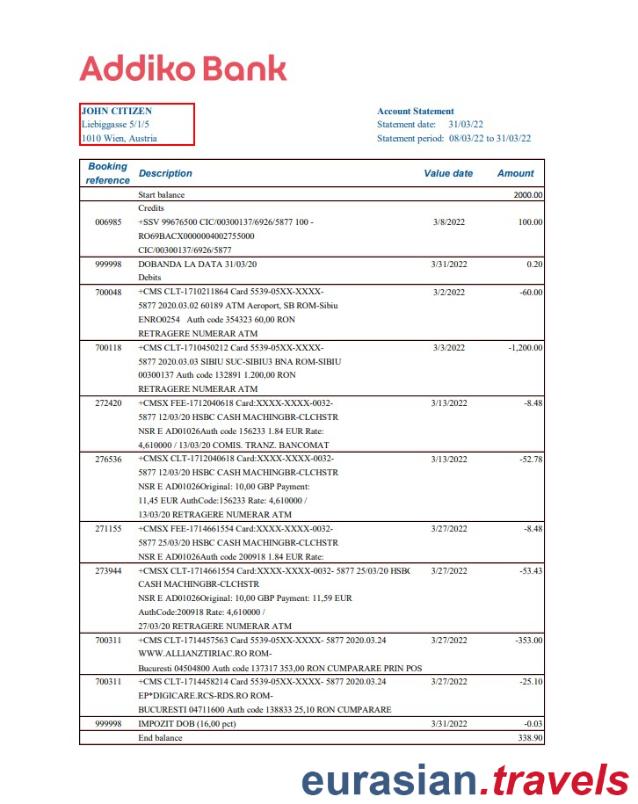 Addiko Bank
JOHN CITIZEN
Liebiggasse 5/1/5
1010 Wien, Austria
Account Statement
Statement date: 31/03/22
Statement period: 08/03/22 to 31/03/22
Booking reference Description Value date Amount
Start balance 2000.00
Credits
006985 +SSV 99676500 CIC/00300137/6926/5877 100 - 3/8/2022 100.00
RO69BACX0000004002755000
CIC/00300137/6926/5877
999998 DOBANDA LA DATA 31/03/20 3/31/2022 0.20
Debits
700048 +CMS CLT-1710211864 Card 5539-05XX-XXXX- 3/2/2022 -60.00
5877 2020.03.02 60189 ATM Aeroport, SB ROM-Sibiu
ENRO0254 Auth code 354323 60,00 RON
RETRAGERE NUMERAR ATM
700118 +CMS CLT-1710450212 Card 5539-05XX-XXXX- 3/3/2022 -1,200.00
5877 2020.03.03 SIBIU SUC-SIBIU3 BNA ROM-SIBIU
00300137 Auth code 132891 1.200,00 RON
RETRAGERE NUMERAR ATM
272420 +CMSX FEE-1712040618 Card:XXXX-XXXX-0032- 3/13/2022 -8.48
5877 12/03/20 HSBC CASH MACHINGBR-CLCHSTR
NSR E AD01026Auth code 156233 1.84 EUR Rate:
4,610000 / 13/03/20 COMIS. TRANZ. BANCOMAT
276536 +CMSX CLT-1712040618 Card:XXXX-XXXX-0032- 3/13/2022 -52.78
5877 12/03/20 HSBC CASH MACHINGBR-CLCHSTR
NSR E AD01026Original: 10,00 GBP Payment:
11,45 EUR AuthCode:156233 Rate: 4,610000 /
13/03/20 RETRAGERE NUMERAR ATM
271155 +CMSX FEE-1714661554 Card:XXXX-XXXX-0032- 3/27/2022 -8.48
5877 25/03/20 HSBC CASH MACHINGBR-CLCHSTR
NSR E AD01026Auth code 200918 1.84 EUR Rate:
273944 +CMSX CLT-1714661554 Card:XXXX-XXXX-0032- 5877 25/03/20 HSBC 3/27/2022 -53.43
CASH MACHINGBR-CLCHSTR
NSR E AD01026Original: 10,00 GBP Payment: 11,59 EUR
AuthCode:200918 Rate: 4,610000 /
27/03/20 RETRAGERE NUMERAR ATM
700311 +CMS CLT-1714457563 Card 5539-05XX-XXXX- 5877 2020.03.24 3/27/2022 -353.00
WWW.ALLIANZTIRIAC.RO ROM-
Bucuresti 04504800 Auth code 137317 353,00 RON CUMPARARE PRIN POS
700311 +CMS CLT-1714458214 Card 5539-05XX-XXXX- 5877 2020.03.24 3/27/2022 -25.10
EP*DIGICARE.RCS-RDS.RO ROM-
BUCURESTI 04711600 Auth code 138833 25,10 RON CUMPARARE
999998 IMPOZIT DOB (16,00 pct) 3/31/2022 -0.03
End balance 338.90
eurasian.travels